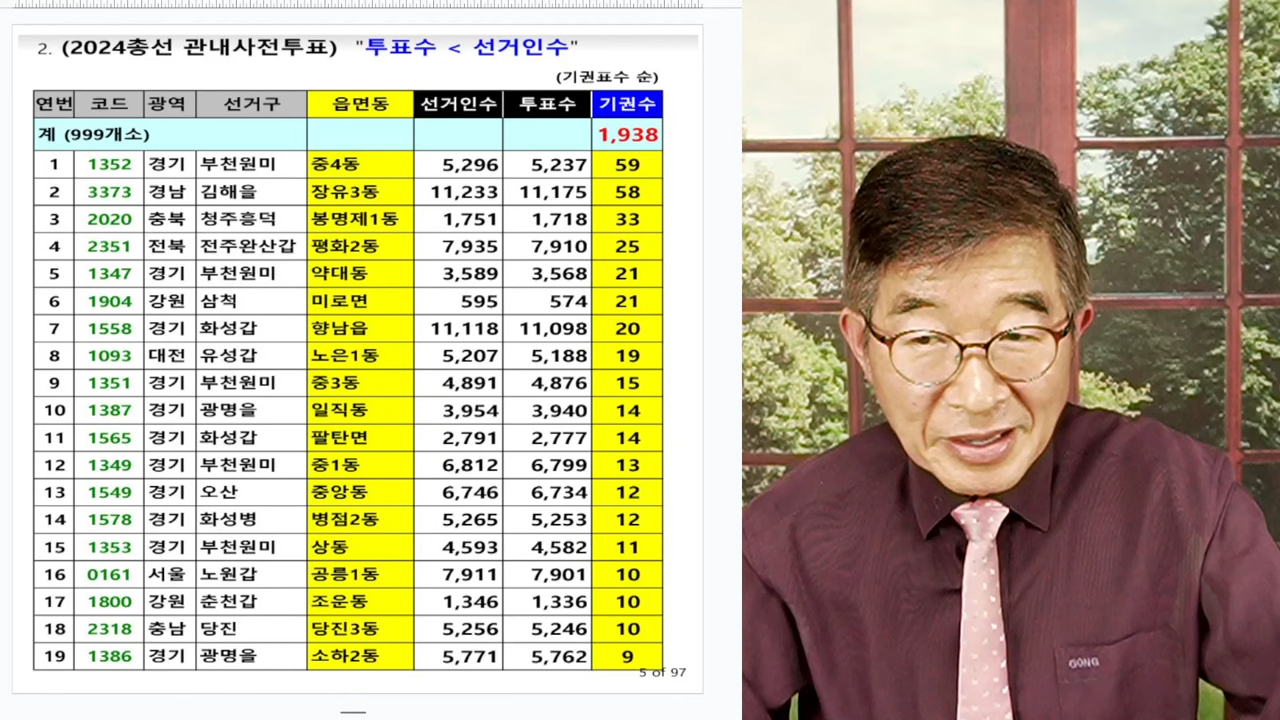 2. (2024총선 관내사전투표) "투표수 < 선거인수"
(기권표수 순)
연번 코드 광역 선거구 읍면동 선거인수 투표수 기권수
계 (999개소) 1,938
1 1352 경기 부천원미 중4동 5,296 5,237 59
2 3373 경남 김해을 장유3동 11,233 11,175 58
3 2020 충북 청주흥덕 봉명제1동 1,751 1,718 33
4 2351 전북 전주완산갑 평화2동 7,935 7,910 25
5 1347 경기 부천원미 약대동 3,589 3,568 21
6 1904 강원 삼척 미로면 595 574 21
7 1558 경기 화성갑 향남읍 11,118 11,098 20
8 1093 대전 유성갑 노은1동 5,207 5,188 19
9 1351 경기 부천원미 중3동 4,891 4,876 15
10 1387 경기 광명을 일직동 3,954 3,940 14
11 1565 경기 화성갑 팔탄면 2,791 2,777 14
12 1349 경기 부천원미 중1동 6,812 6,799 13
13 1549 경기 오산 중앙동 6,746 6,734 12
14 1578 경기 화성병 병점2동 5,265 5,253 12
15 1353 경기 부천원미 상동 4,593 4,582 11
16 0161 서울 노원갑 공릉1동 7,911 7,901 10
17 1800 강원 춘천갑 조운동 1,346 1,336 10
18 2318 충남 당진 당진3동 5,256 5,246 10
19 1386 경기 광명을 소하2동 5,771 5,762 9
5 of 97
GONG